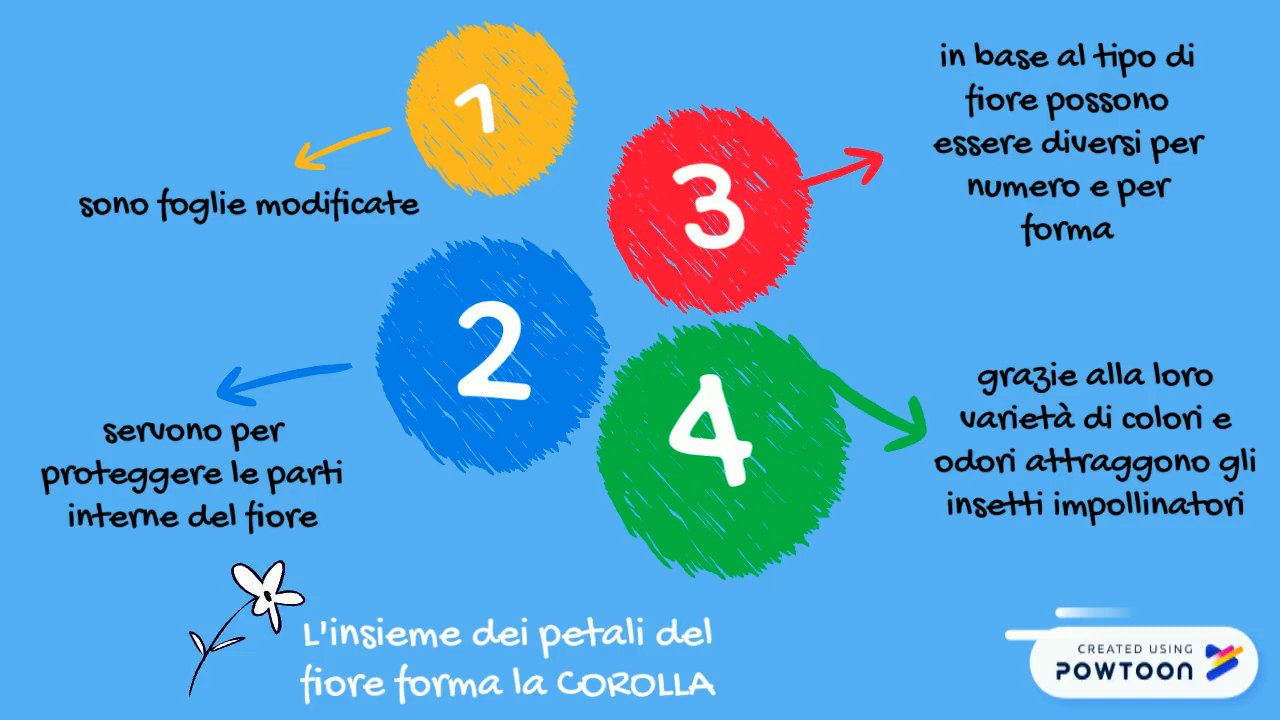 1
sono foglie modificate
2
servono per
proteggere le parti
interne del fiore
3
in base al tipo di
fiore possono
essere diversi per
numero e per
forma
4
grazie alla loro
varietà di colori e
odori attraggono gli
insetti impollinatori
L'insieme dei petali del
fiore forma la COROLLA
CREATED USING
POWTOON